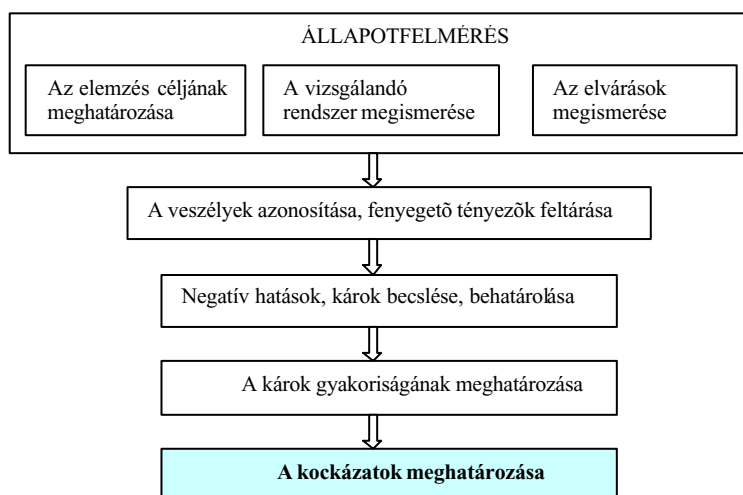 ÁLLAPOTFELMÉRÉS
Az elemzés céljának
meghatározása
A vizsgálandó
rendszer megismerése
Az elvárások
megismerése
A veszélyek azonosítása, fenyegetõ tényezõk feltárása
Negatív hatások, károk becslése, behatárolása
A károk gyakoriságának meghatározása
A kockázatok meghatározása